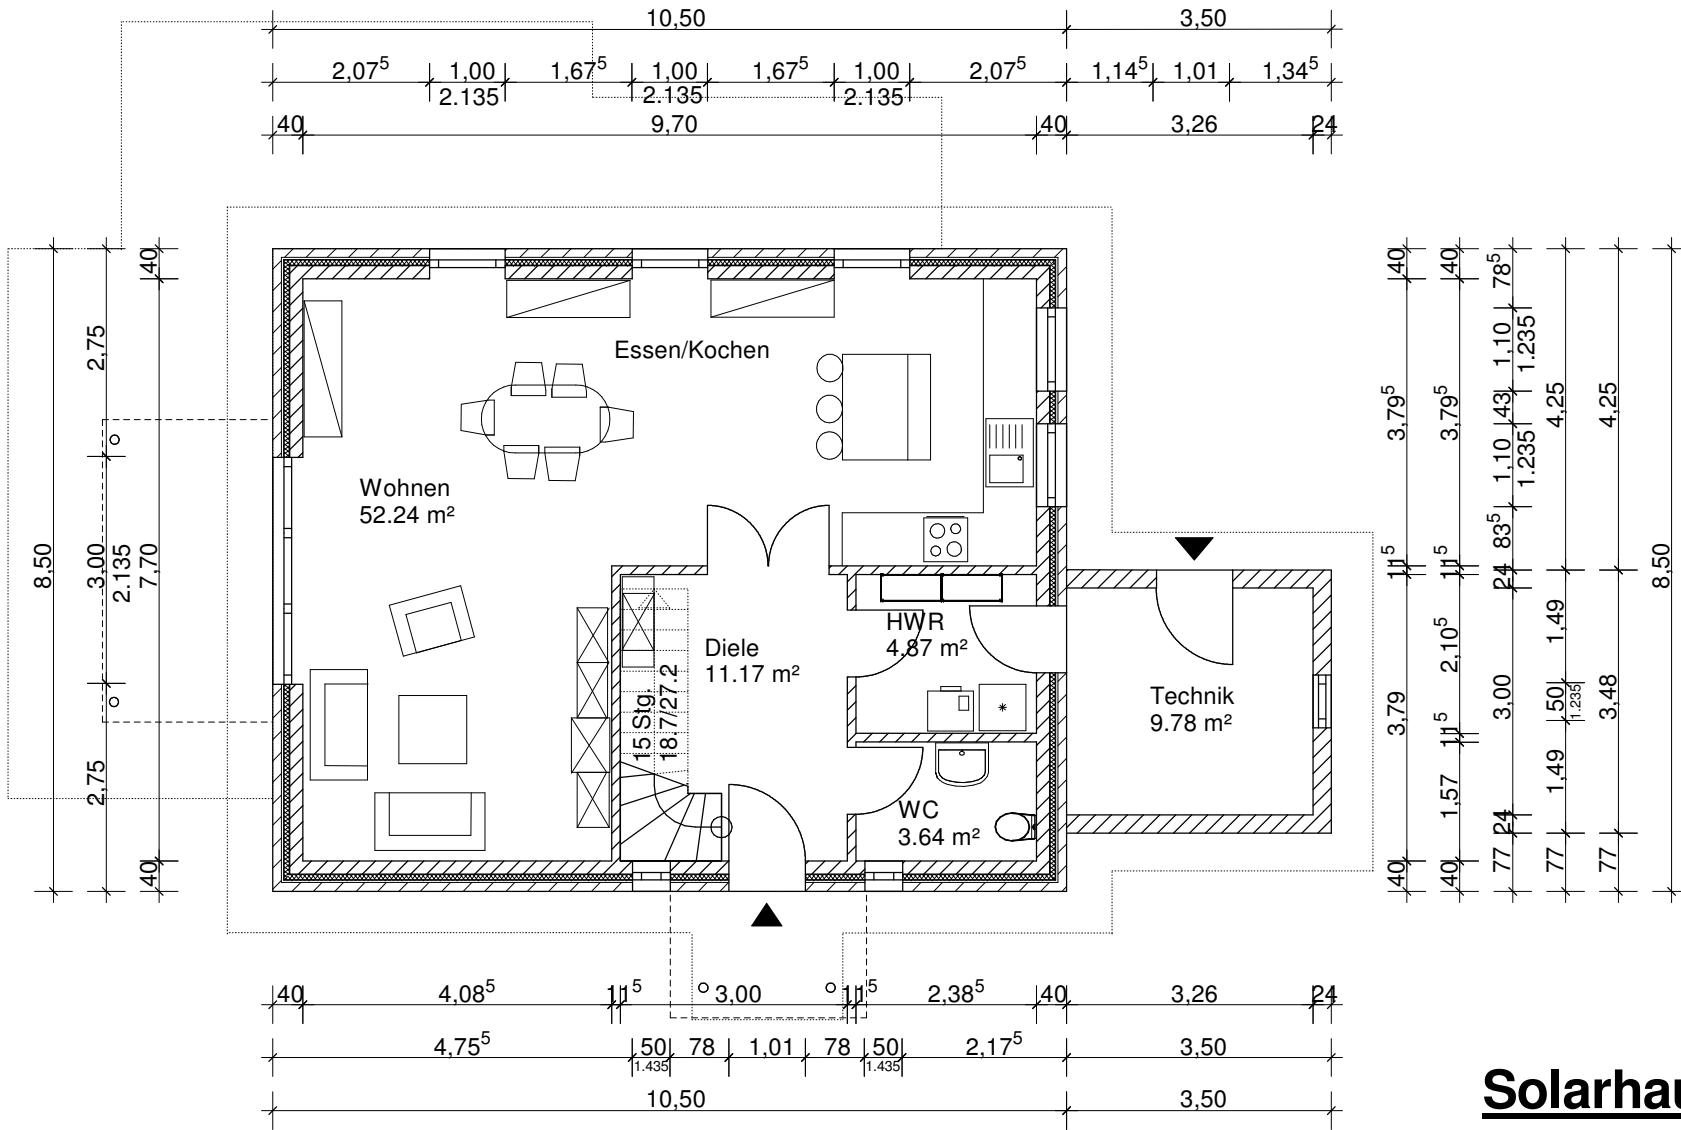 10,50 3,50
2,07⁵ 1,00 1,67⁵ 1,00 1,67⁵ 1,00 2,07⁵ 1,14⁵ 1,01 1,34⁵
2.135 2.135 2.135
40 9,70 40 3,26 24
Essen/Kochen
Wohnen
52.24 m²
Diele
11.17 m²
HWR
4.87 m²
Technik
9.78 m²
WC
3.64 m²
15 Stg.
18.7/27.2
8,50
2,75 3,00 2,75
2.135
40 7,70 40
40 3,79⁵ 11⁵ 3,79 40
40 3,79⁵ 11⁵ 2,10⁵ 11⁵ 1,57 40
78⁵ 1,10 43 1,10 83⁵ 24 3,00 24 77
1.235 1.235
4,25 1,49 50 1,49 77
1.235
4,25 3,48 77
8,50
40 4,08⁵ 11⁵ 3,00 11⁵ 2,38⁵ 40 3,26 24
4,75⁵ 50 78 1,01 78 50 2,17⁵ 3,50
1.435 1.435
10,50 3,50
Solarhau